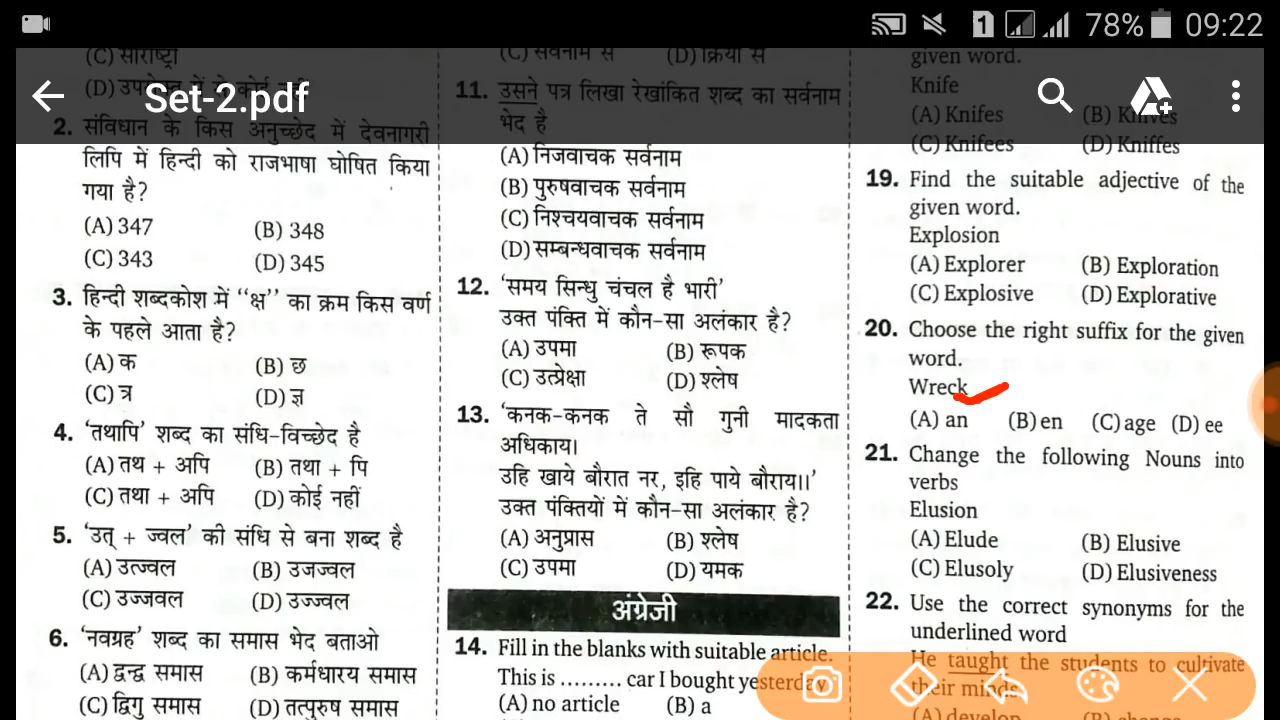 78% 09:22
Set-2.pdf
2. संविधान के किस अनुच्छेद में देवनागरी
लिपि में हिन्दी को राजभाषा घोषित किया
गया है?
(A) 347 (B) 348
(C) 343 (D) 345
3. हिन्दी शब्दकोश में ‘‘क्ष’’ का क्रम किस वर्ण
के पहले आता है?
(A) क (B) छ
(C) त्र (D) ज्ञ
4. ‘तथापि’ शब्द का संधि-विच्छेद है
(A) तथ + अपि (B) तथा + पि
(C) तथा + अपि (D) कोई नहीं
5. ‘उत् + ज्वल’ की संधि से बना शब्द है
(A) उत्ज्वल (B) उजज्वल
(C) उज्जवल (D) उज्ज्वल
6. ‘नवग्रह’ शब्द का समास भेद बताओ
(A) द्वन्द्व समास (B) कर्मधारय समास
(C) द्विगु समास (D) तत्पुरुष समास
(C) सर्वनाम से (D) क्रिया से
11. उसने पत्र लिखा रेखांकित शब्द का सर्वनाम
भेद है
(A) निजवाचक सर्वनाम
(B) पुरुषवाचक सर्वनाम
(C) निश्चयवाचक सर्वनाम
(D) सम्बन्धवाचक सर्वनाम
12. ‘समय सिन्धु चंचल है भारी’
उक्त पंक्ति में कौन-सा अलंकार है?
(A) उपमा (B) रूपक
(C) उत्प्रेक्षा (D) श्लेष
13. ‘कनक-कनक ते सौ गुनी मादकता
अधिकाय।
उहि खाये बौरात नर, इहि पाये बौराय।।’
उक्त पंक्तियों में कौन-सा अलंकार है?
(A) अनुप्रास (B) श्लेष
(C) उपमा (D) यमक
अंग्रेजी
14. Fill in the blanks with suitable article.
This is ......... car I bought yesterday
(A) no article (B) a
given word.
Knife
(A) Knifes (B) Knives
(C) Knifees (D) Kniffes
19. Find the suitable adjective of the
given word.
Explosion
(A) Explorer (B) Exploration
(C) Explosive (D) Explorative
20. Choose the right suffix for the given
word.
Wreck
(A) an (B) en (C) age (D) ee
21. Change the following Nouns into
verbs
Elusion
(A) Elude (B) Elusive
(C) Elusoly (D) Elusiveness
22. Use the correct synonyms for the
underlined word
He taught the students to cultivate
their minds
(A) develop (B) change